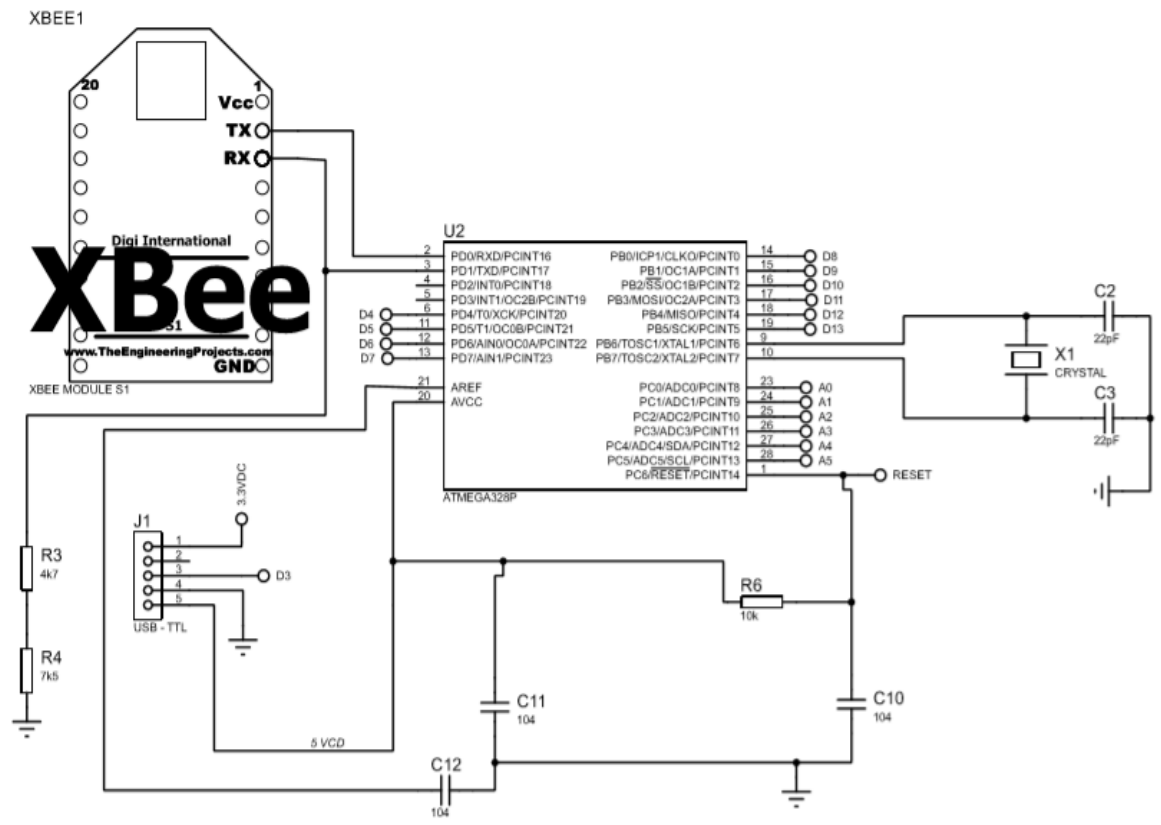 XBEE1
20 1
Vcc
TX
RX
Digi International
XBee
S1
www.TheEngineeringProjects.com
GND
XBEE MODULE S1
U2
2 PD0/RXD/PCINT16 PB0/ICP1/CLKO/PCINT0 14 D8
3 PD1/TXD/PCINT17 PB1/OC1A/PCINT1 15 D9
4 PD2/INT0/PCINT18 PB2/SS/OC1B/PCINT2 16 D10
5 PD3/INT1/OC2B/PCINT19 PB3/MOSI/OC2A/PCINT3 17 D11
D4 6 PD4/T0/XCK/PCINT20 PB4/MISO/PCINT4 18 D12
D5 11 PD5/T1/OC0B/PCINT21 PB5/SCK/PCINT5 19 D13
D6 12 PD6/AIN0/OC0A/PCINT22 PB6/TOSC1/XTAL1/PCINT6 9
D7 13 PD7/AIN1/PCINT23 PB7/TOSC2/XTAL2/PCINT7 10
21 AREF PC0/ADC0/PCINT8 23 A0
20 AVCC PC1/ADC1/PCINT9 24 A1
PC2/ADC2/PCINT10 25 A2
PC3/ADC3/PCINT11 26 A3
PC4/ADC4/SDA/PCINT12 27 A4
PC5/ADC5/SCL/PCINT13 28 A5
PC6/RESET/PCINT14 1 RESET
ATMEGA328P
C2
22pF
X1
CRYSTAL
C3
22pF
3.3VDC
J1
1
2
3 D3
4
5
USB - TTL
R3
4k7
R4
7k5
R6
10k
C11
104
C10
104
5 VCD
C12
104